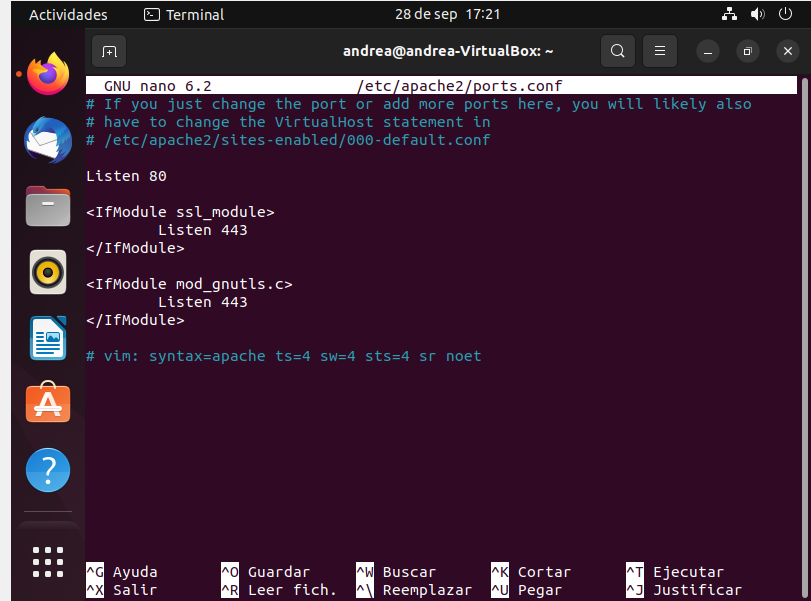 Actividades Terminal 28 de sep 17:21
andrea@andrea-VirtualBox: ~
GNU nano 6.2 /etc/apache2/ports.conf
# If you just change the port or add more ports here, you will likely also
# have to change the VirtualHost statement in
# /etc/apache2/sites-enabled/000-default.conf
Listen 80
<IfModule ssl_module>
Listen 443
</IfModule>
<IfModule mod_gnutls.c>
Listen 443
</IfModule>
# vim: syntax=apache ts=4 sw=4 sts=4 sr noet
^G Ayuda ^O Guardar ^W Buscar ^K Cortar ^T Ejecutar
^X Salir ^R Leer fich. ^\ Reemplazar ^U Pegar ^J Justificar